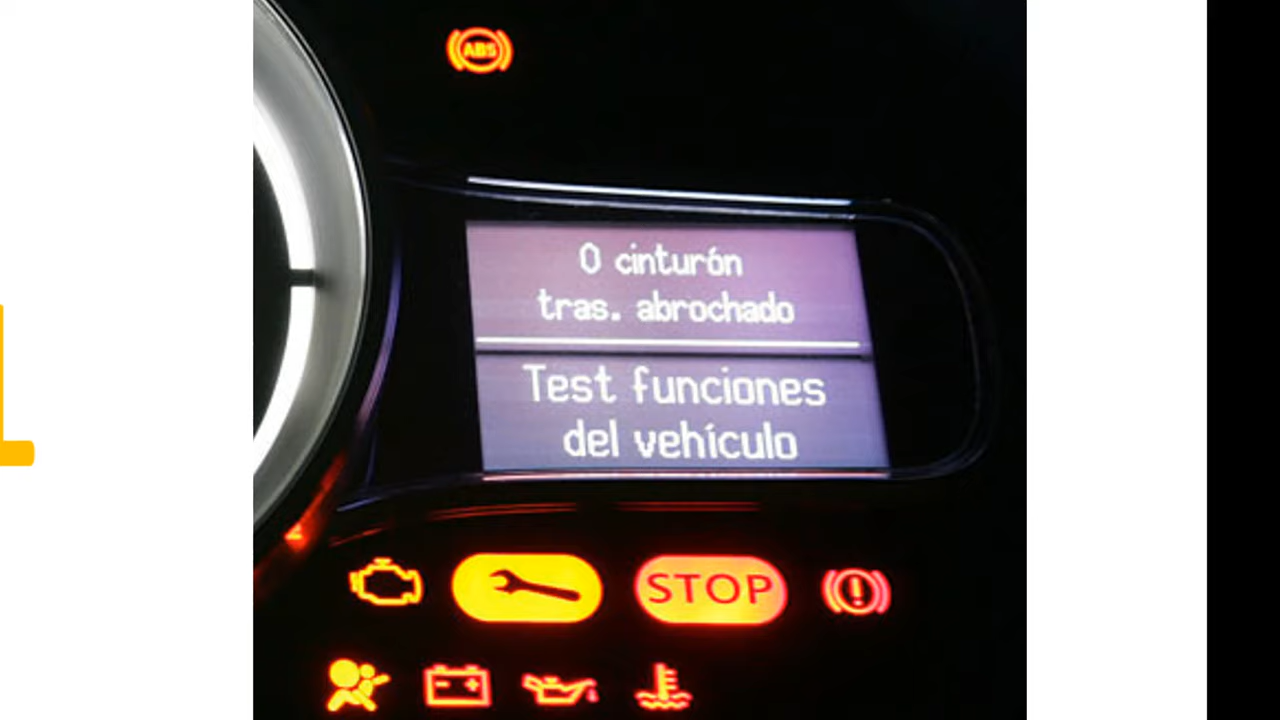 ABS
0 cinturón
tras. abrochado
Test funciones
del vehículo
STOP